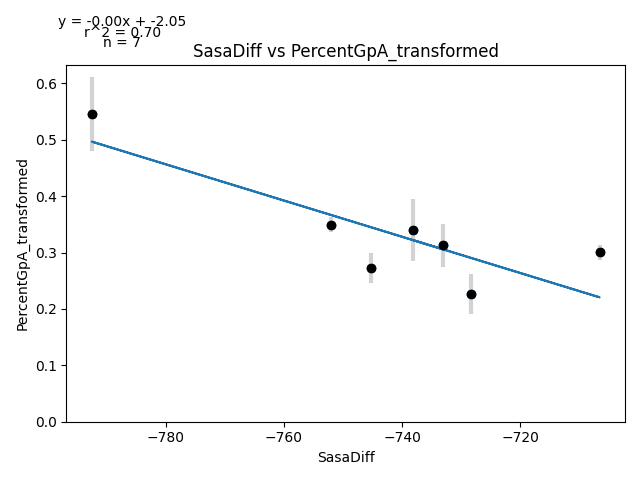 y = -0.00x + -2.05
r^2 = 0.70
n = 7
SasaDiff vs PercentGpA_transformed
0.6
0.5
0.4
0.3
0.2
0.1
0.0
PercentGpA_transformed
−780
−760
−740
−720
SasaDiff